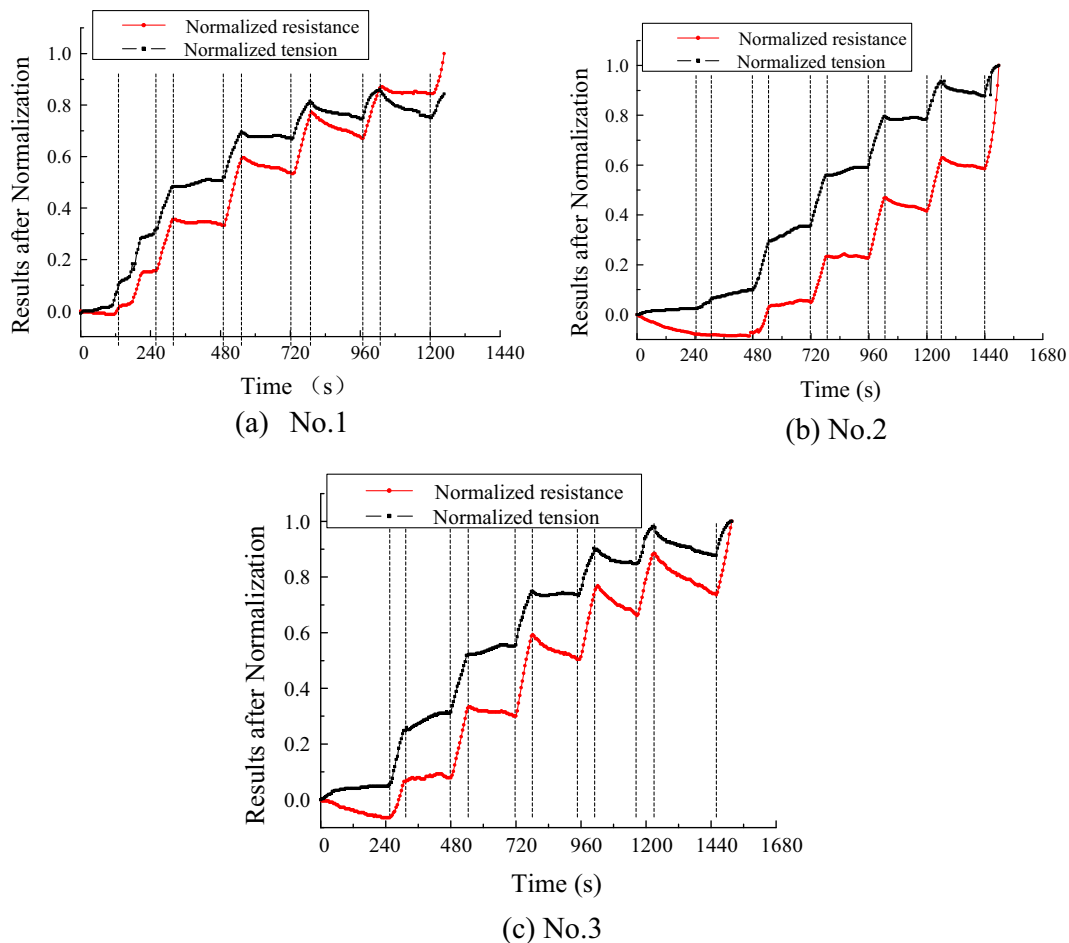 Normalized resistance
Normalized tension
1.0
0.8
0.6
0.4
0.2
0.0
Results after Normalization
0 240 480 720 960 1200 1440
Time （s）
(a) No.1
Normalized resistance
Normalized tension
1.0
0.8
0.6
0.4
0.2
0.0
Results after Normalization
0 240 480 720 960 1200 1440 1680
Time (s)
(b) No.2
Normalized resistance
Normalized tension
1.0
0.8
0.6
0.4
0.2
0.0
Results after Normalization
0 240 480 720 960 1200 1440 1680
Time (s)
(c) No.3